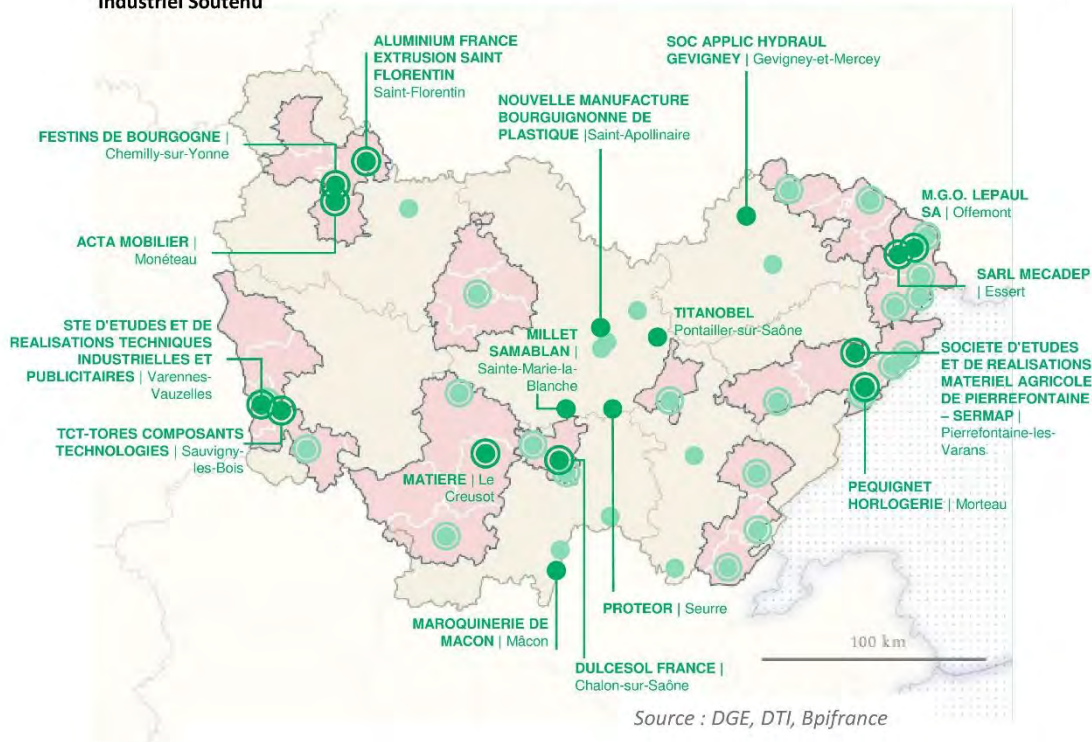 Industriel Soutenu
ALUMINIUM FRANCE
EXTRUSION SAINT
FLORENTIN
Saint-Florentin
SOC APPLIC HYDRAUL
GEVIGNEY | Gevigney-et-Mercey
NOUVELLE MANUFACTURE
BOURGUIGNONNE DE
PLASTIQUE |Saint-Apollinaire
FESTINS DE BOURGOGNE |
Chemilly-sur-Yonne
M.G.O. LEPAUL
SA | Offemont
ACTA MOBILIER |
Monéteau
SARL MECADEP
| Essert
STE D'ETUDES ET DE
REALISATIONS TECHNIQUES
INDUSTRIELLES ET
PUBLICITAIRES | Varennes-
Vauzelles
MILLET
SAMABLAN |
Sainte-Marie-la-
Blanche
TITANOBEL
Pontailler-sur-Saône
SOCIETE D'ETUDES
ET DE REALISATIONS
MATERIEL AGRICOLE
DE PIERREFONTAINE
– SERMAP |
Pierrefontaine-les-
Varans
TCT-TORES COMPOSANTS
TECHNOLOGIES | Sauvigny-
les-Bois
MATIERE | Le
Creusot
PEQUIGNET
HORLOGERIE | Morteau
PROTEOR | Seurre
MAROQUINERIE DE
MACON | Mâcon
DULCESOL FRANCE |
Chalon-sur-Saône
100 km
Source : DGE, DTI, Bpifrance